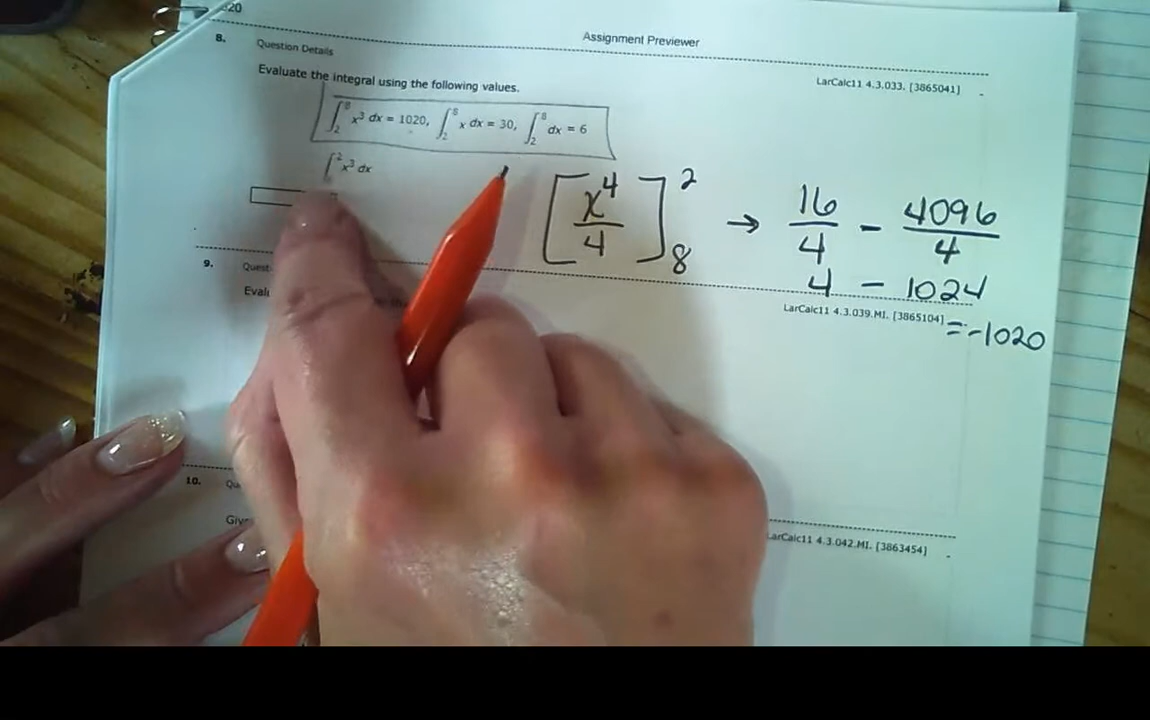 20
Assignment Previewer
8.
Question Details
LarCalc11 4.3.033. [3865041]
Evaluate the integral using the following values.
∫₂⁸ x³ dx = 1020, ∫₂⁸ x dx = 30, ∫₂⁸ dx = 6
∫² x³ dx
[x⁴/4]₈² → 16/4 - 4096/4
4 - 1024
= -1020
9.
LarCalc11 4.3.039.MI. [3865104]
10.
LarCalc11 4.3.042.MI. [3863454]